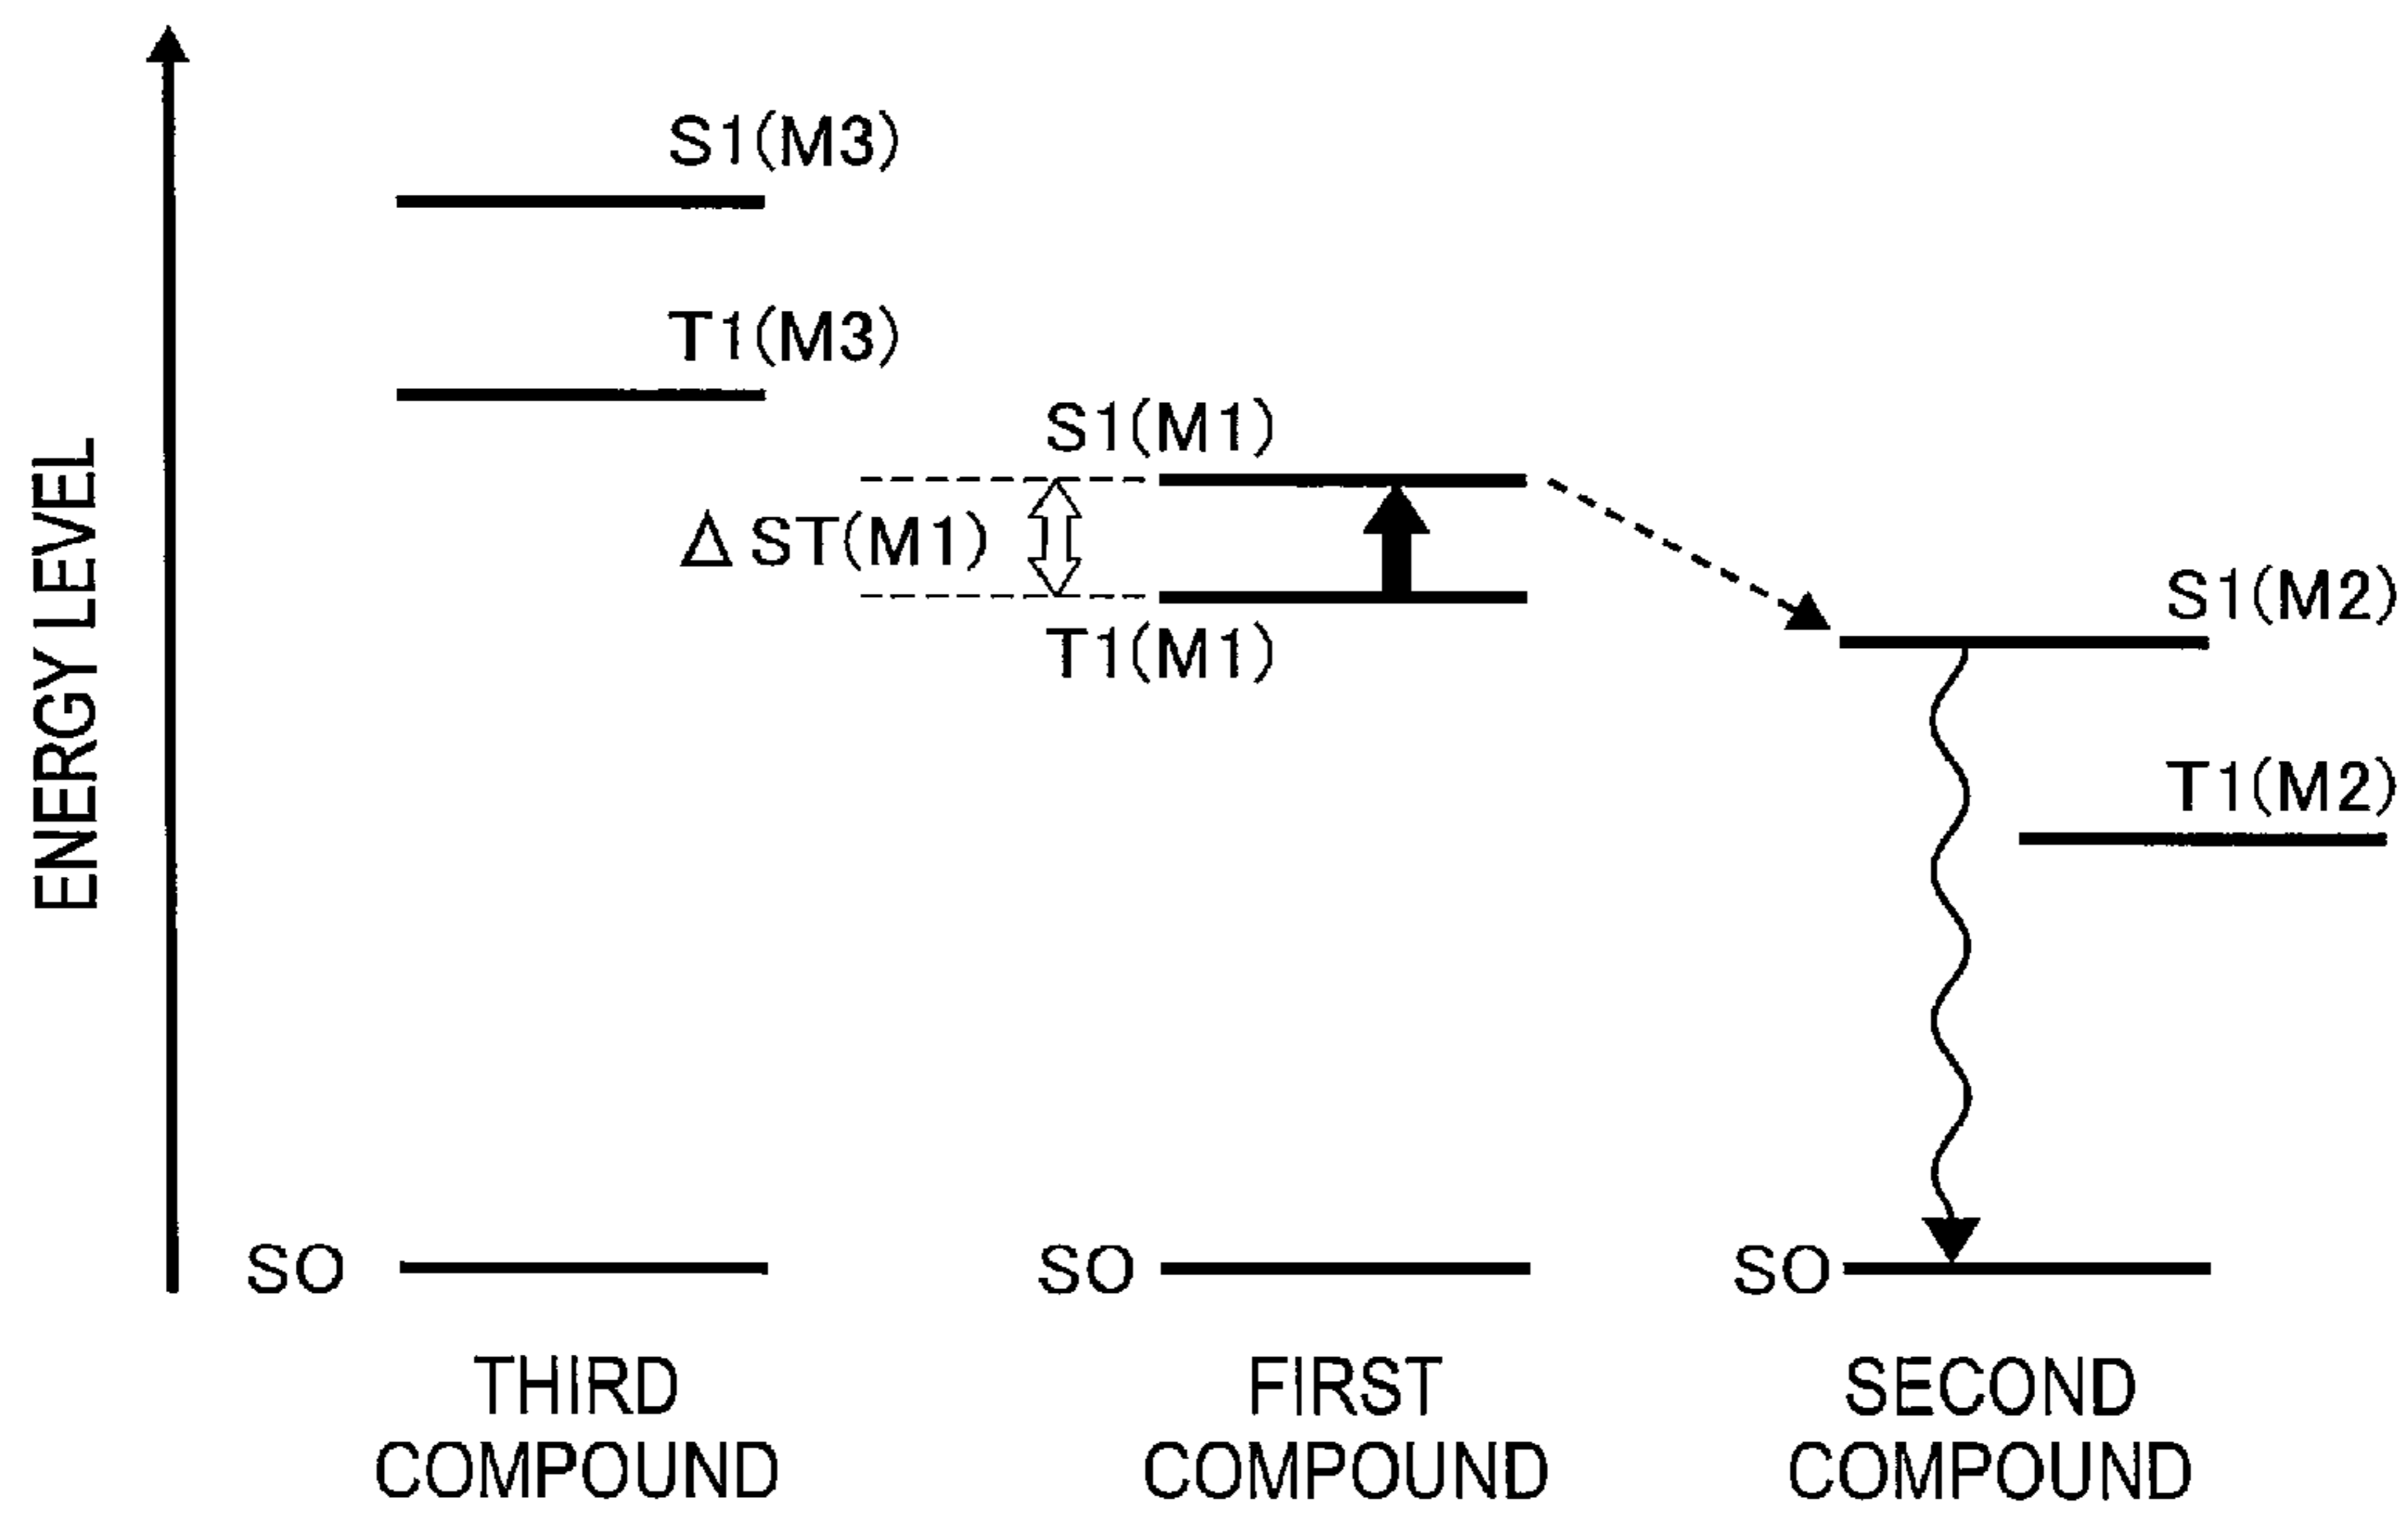 S1(M3)
T1(M3)
S1(M1)
Δ ST(M1)
T1(M1)
S1(M2)
T1(M2)
ENERGY LEVEL
SO
SO
SO
THIRD
COMPOUND
FIRST
COMPOUND
SECOND
COMPOUND